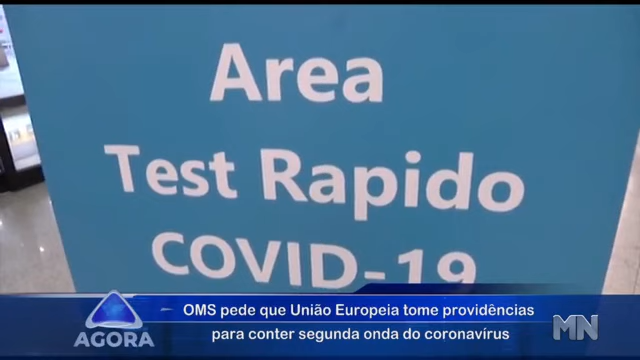 Area
Test Rapido
COVID-19
OMS pede que União Europeia tome providências
para conter segunda onda do coronavírus
AGORA
MN